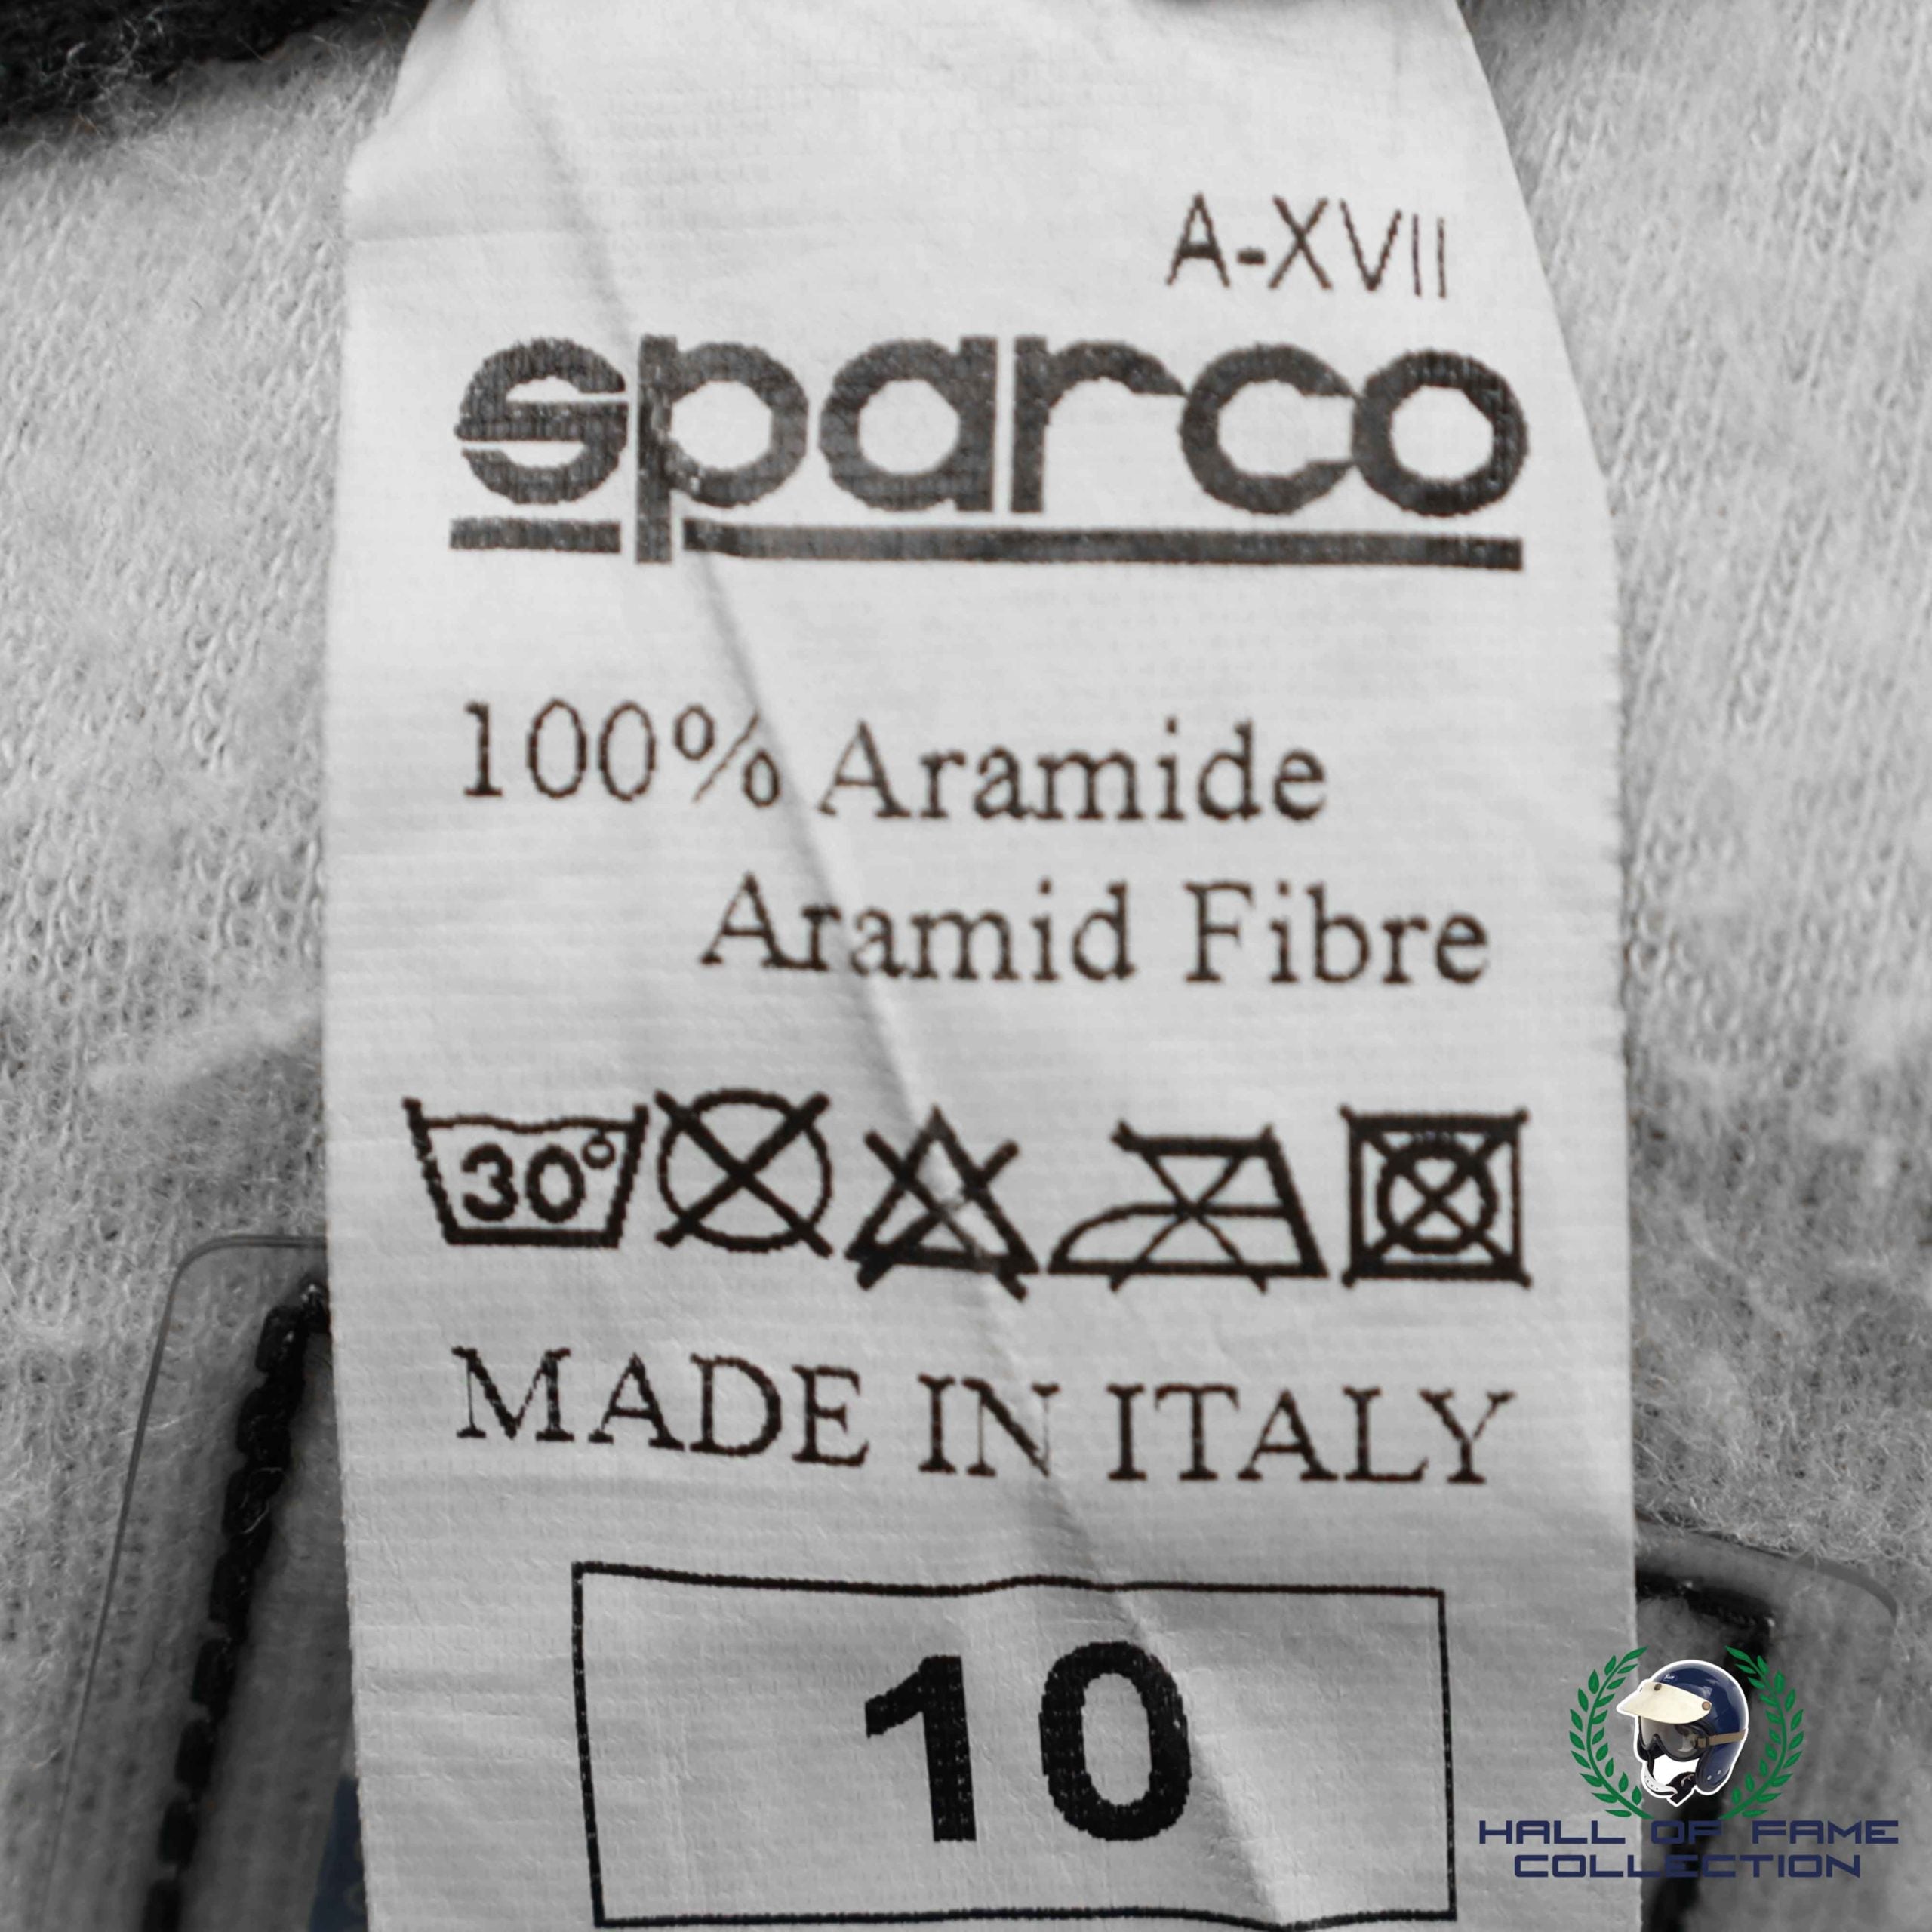 A-XVII
sparco
100% Aramide
Aramid Fibre
30°
MADE IN ITALY
10
HALL OF FAME
COLLECTION